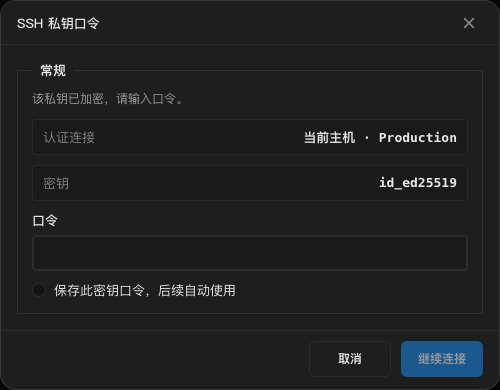 SSH 私钥口令
常规
该私钥已加密，请输入口令。
认证连接 当前主机 · Production
密钥 id_ed25519
口令
保存此密钥口令，后续自动使用
取消 继续连接